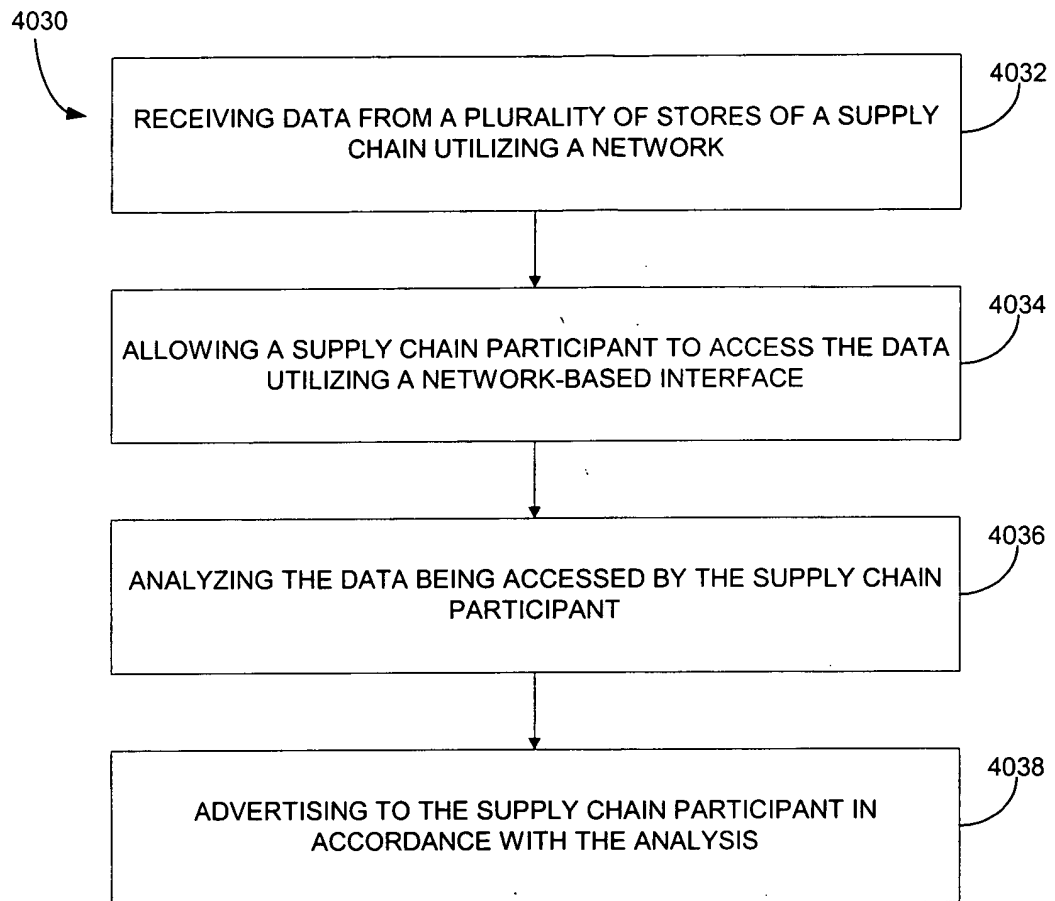 4030
4032
RECEIVING DATA FROM A PLURALITY OF STORES OF A SUPPLY
CHAIN UTILIZING A NETWORK
4034
ALLOWING A SUPPLY CHAIN PARTICIPANT TO ACCESS THE DATA
UTILIZING A NETWORK-BASED INTERFACE
4036
ANALYZING THE DATA BEING ACCESSED BY THE SUPPLY CHAIN
PARTICIPANT
4038
ADVERTISING TO THE SUPPLY CHAIN PARTICIPANT IN
ACCORDANCE WITH THE ANALYSIS